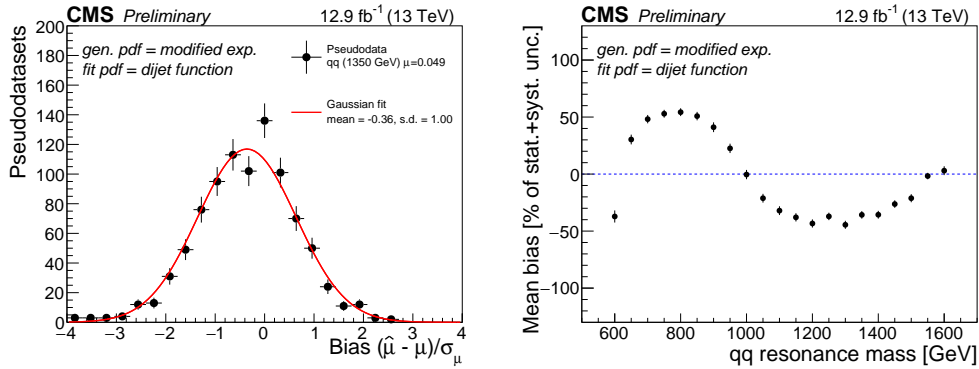 CMS Preliminary 12.9 fb⁻¹ (13 TeV)
gen. pdf = modified exp.
fit pdf = dijet function
Pseudodata
qq (1350 GeV) μ=0.049
Gaussian fit
mean = -0.36, s.d. = 1.00
Pseudodatasets
200
180
160
140
120
100
80
60
40
20
0
−4 −3 −2 −1 0 1 2 3 4
Bias (μ̂ - μ)/σμ
CMS Preliminary 12.9 fb⁻¹ (13 TeV)
gen. pdf = modified exp.
fit pdf = dijet function
Mean bias [% of stat.+syst. unc.]
100
50
0
−50
−100
600 800 1000 1200 1400 1600
qq resonance mass [GeV]